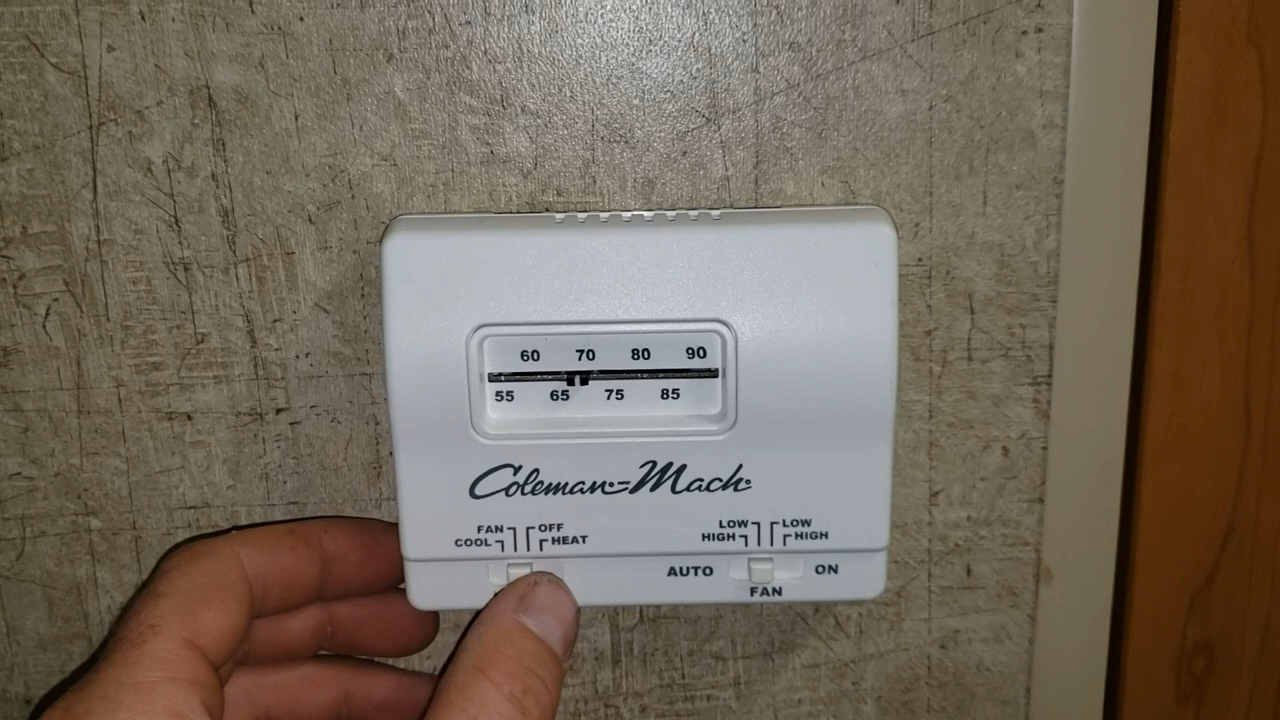 60 70 80 90
55 65 75 85
Coleman-Mach
FAN OFF
COOL HEAT
LOW LOW
HIGH HIGH
AUTO ON
FAN